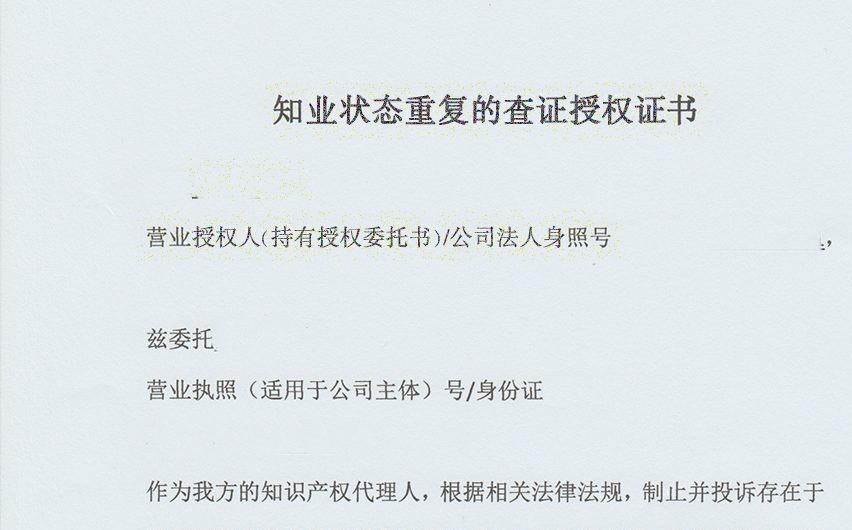 知业状态重复的查证授权证书
营业授权人(持有授权委托书)/公司法人身照号 ，
兹委托
营业执照（适用于公司主体）号/身份证
作为我方的知识产权代理人，根据相关法律法规，制止并投诉存在于